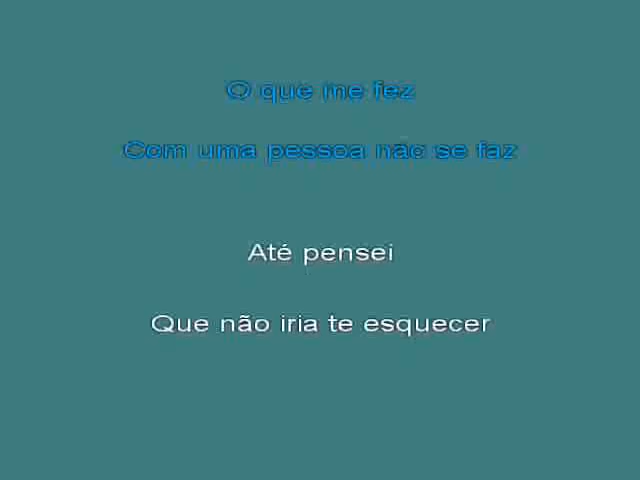 O que me fez
Com uma pessoa não se faz
Até pensei
Que não iria te esquecer